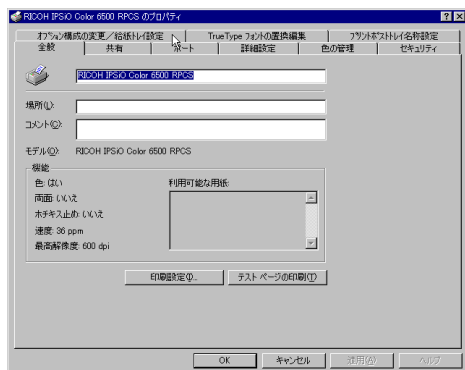 RICOH IPSiO Color 6500 RPCS のプロパティ
オプション構成の変更/給紙トレイ設定
TrueType フォントの置換編集
プリントポストトレイ名称設定
全般
共有
ポート
詳細設定
色の管理
セキュリティ
RICOH IPSiO Color 6500 RPCS
場所(L):
コメント(C):
モデル(O): RICOH IPSiO Color 6500 RPCS
機能
色: はい
利用可能な用紙:
両面: いいえ
ホチキス止め: いいえ
速度: 36 ppm
最高解像度: 600 dpi
印刷設定(I)...
テスト ページの印刷(T)
OK
キャンセル
適用(A)
ヘルプ